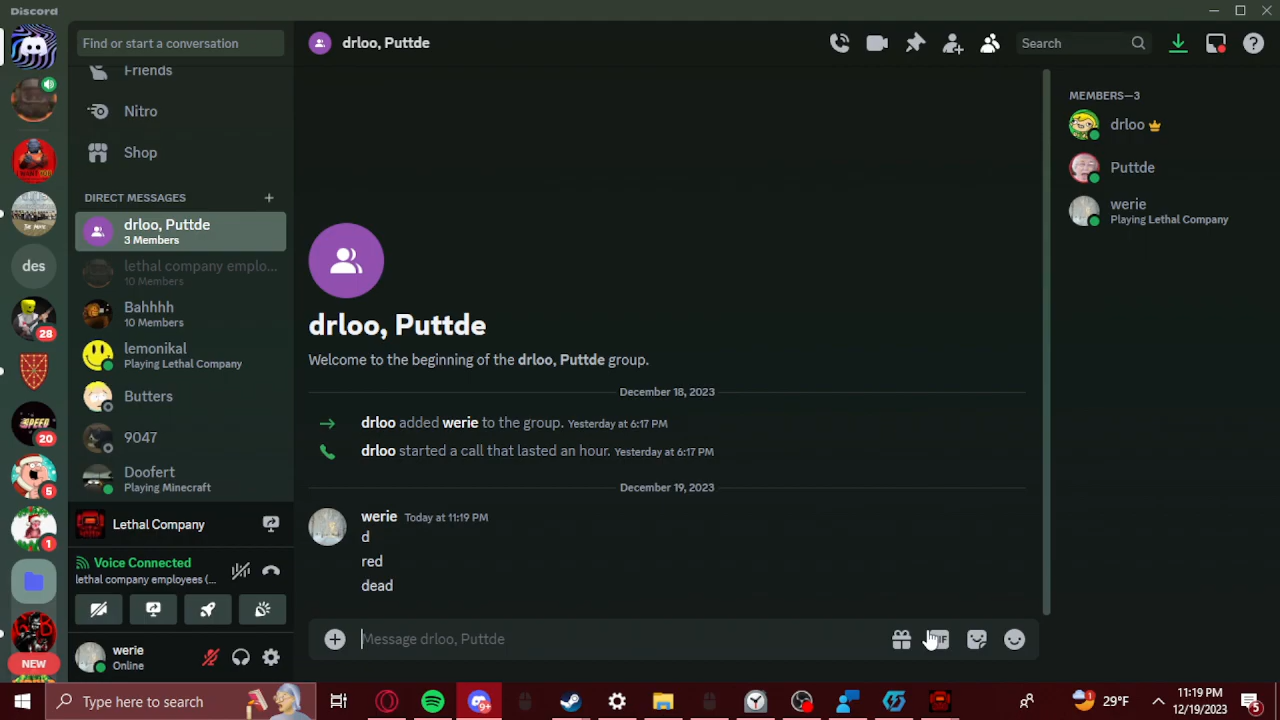 Discord
Find or start a conversation
drloo, Puttde
Search
Friends
Nitro
Shop
DIRECT MESSAGES
drloo, Puttde
3 Members
lethal company emplo...
10 Members
Bahhhh
10 Members
lemonikal
Playing Lethal Company
Butters
9047
Doofert
Playing Minecraft
Lethal Company
Voice Connected
lethal company employees (...
werie
Online
des
28
20
5
1
NEW
drloo, Puttde
Welcome to the beginning of the drloo, Puttde group.
December 18, 2023
drloo added werie to the group. Yesterday at 6:17 PM
drloo started a call that lasted an hour. Yesterday at 6:17 PM
December 19, 2023
werie Today at 11:19 PM
d
red
dead
Message drloo, Puttde
MEMBERS—3
drloo
Puttde
werie
Playing Lethal Company
Type here to search
9+
1
29°F
11:19 PM
12/19/2023
5